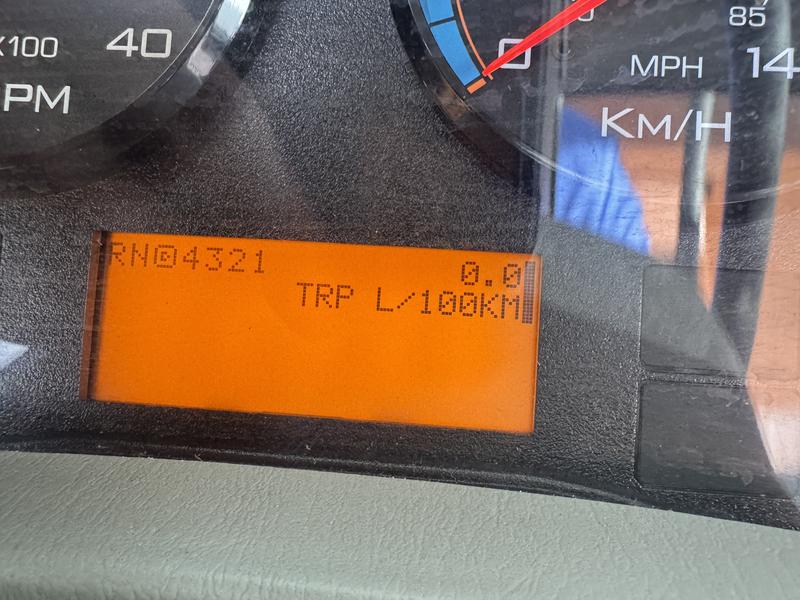 X100 40
PM
0
85
MPH 14
KM/H
RN◙4321 0.0
TRP L/100KM